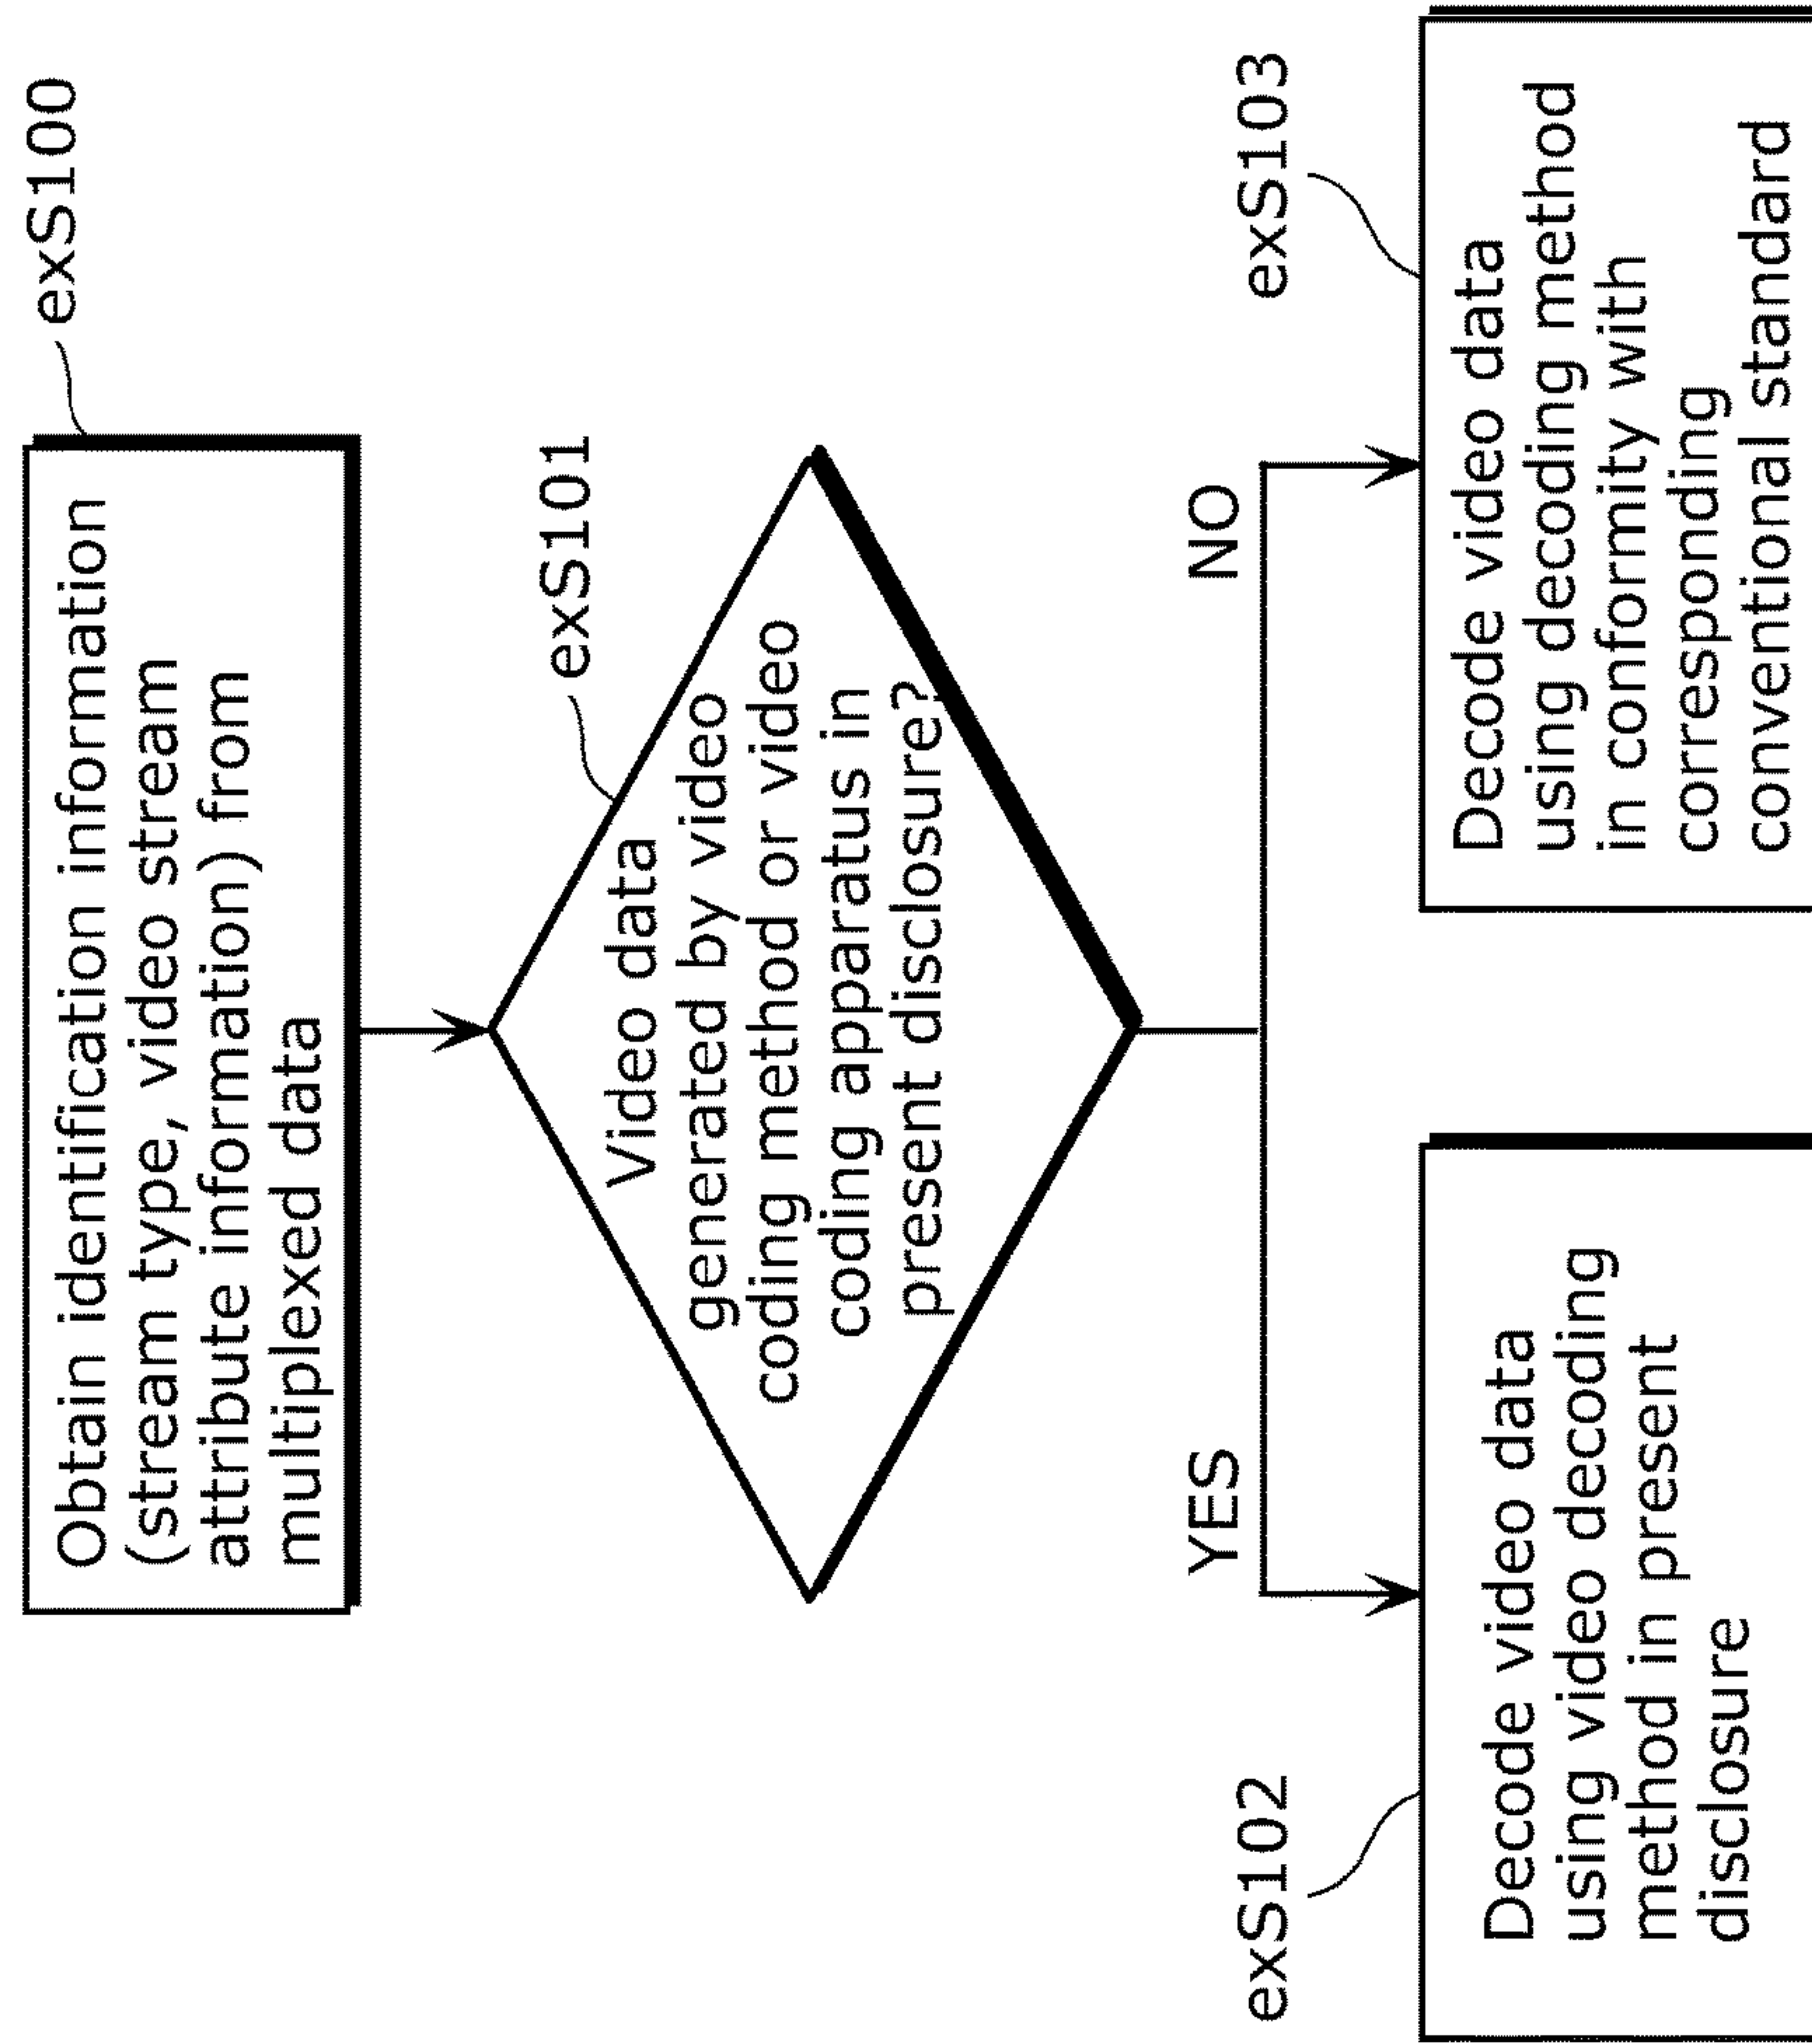 exS100
Obtain identification information
(stream type, video stream
attribute information) from
multiplexed data
exS101
Video data
generated by video
coding method or video
coding apparatus in
present disclosure?
YES
NO
exS102
Decode video data
using video decoding
method in present
disclosure
exS103
Decode video data
using decoding method
in conformity with
corresponding
conventional standard